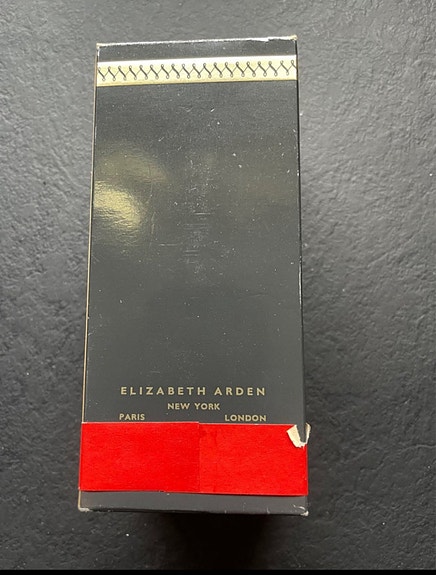 ELIZABETH ARDEN
NEW YORK
PARIS LONDON